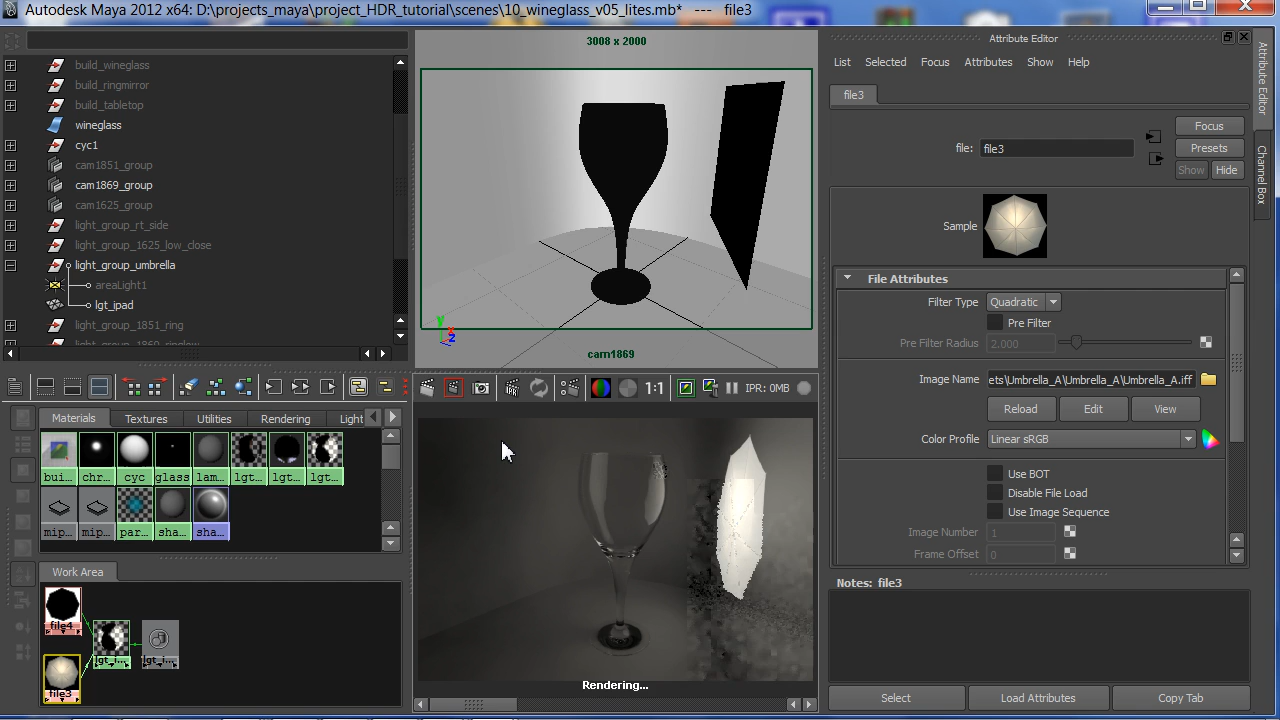 Autodesk Maya 2012 x64: D:\projects_maya\project_HDR_tutorial\scenes\10_wineglass_v05_lites.mb* --- file3
build_wineglass
build_ringmirror
build_tabletop
wineglass
cyc1
cam1851_group
cam1869_group
cam1625_group
light_group_rt_side
light_group_1625_low_close
light_group_umbrella
areaLight1
lgt_ipad
light_group_1851_ring
3008 x 2000
cam1869
y
x
z
IPR: 0MB
1:1
Materials
Textures
Utilities
Rendering
Light
bui...
chr...
cyc
glass
lam...
lgt...
lgt...
lgt...
mip...
mip...
par...
sha...
sha...
Work Area
file4
lgt_i...
lgt_i...
file3
Rendering...
Attribute Editor
List
Selected
Focus
Attributes
Show
Help
file3
file:
file3
Focus
Presets
Show
Hide
Sample
File Attributes
Filter Type
Quadratic
Pre Filter
Pre Filter Radius
2.000
Image Name
ets\Umbrella_A\Umbrella_A\Umbrella_A.iff
Reload
Edit
View
Color Profile
Linear sRGB
Use BOT
Disable File Load
Use Image Sequence
Image Number
1
Frame Offset
0
Notes: file3
Select
Load Attributes
Copy Tab
Attribute Editor
Channel Box